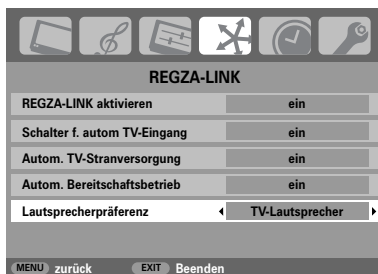 REGZA-LINK
REGZA-LINK aktivieren ein
Schalter f. autom TV-Eingang ein
Autom. TV-Stranversorgung ein
Autom. Bereitschaftsbetrieb ein
Lautsprecherpräferenz TV-Lautsprecher
MENU zurück EXIT Beenden